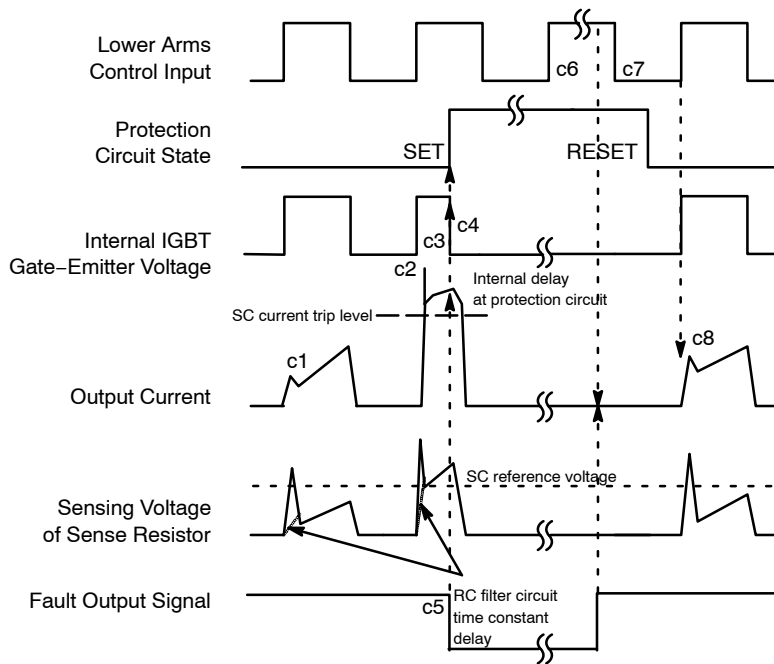 Lower Arms
Control Input
c6
c7
Protection
Circuit State
SET
RESET
Internal IGBT
Gate−Emitter Voltage
c3
c4
c2
Internal delay
at protection circuit
SC current trip level
c1
c8
Output Current
SC reference voltage
Sensing Voltage
of Sense Resistor
Fault Output Signal
c5
RC filter circuit
time constant
delay